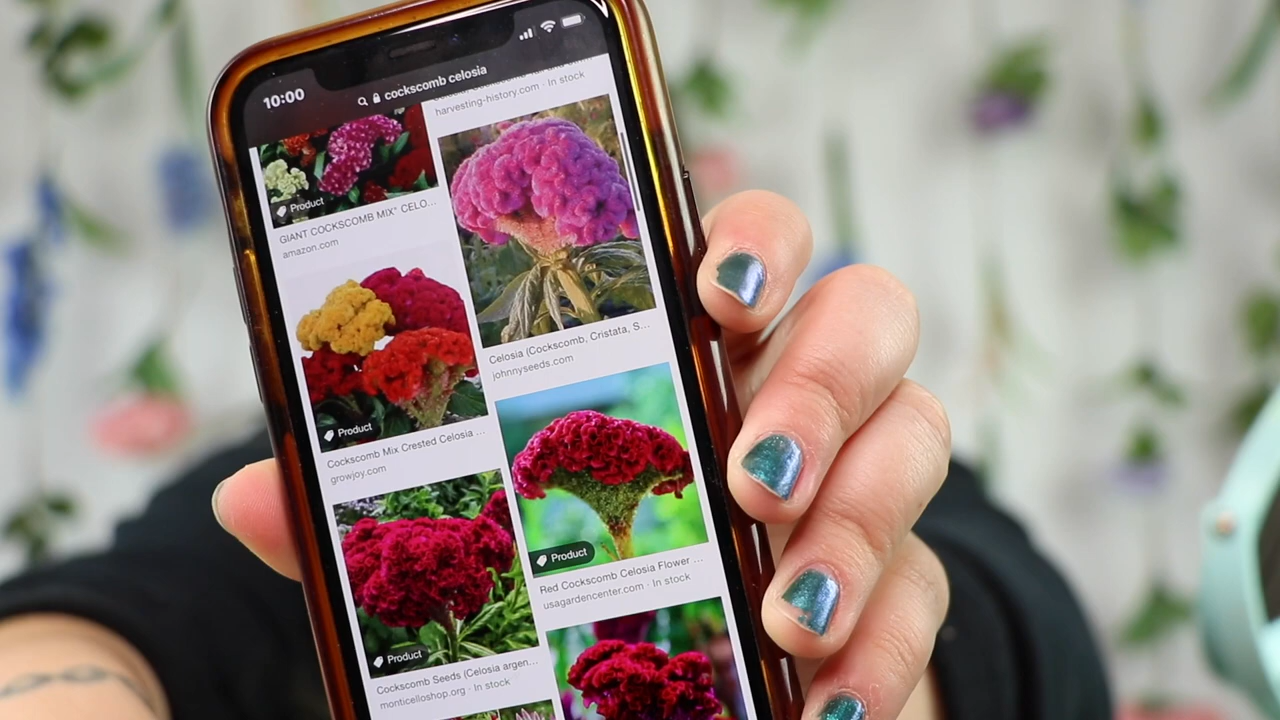 10:00
cockscomb celosia
harvesting-history.com · In stock
Product
GIANT COCKSCOMB MIX" CELO...
amazon.com
Celosia (Cockscomb, Cristata, S...
johnnyseeds.com
Product
Cockscomb Mix Crested Celosia ...
growjoy.com
Product
Red Cockscomb Celosia Flower ...
usagardencenter.com · In stock
Product
Cockscomb Seeds (Celosia argen...
monticelloshop.org · In stock